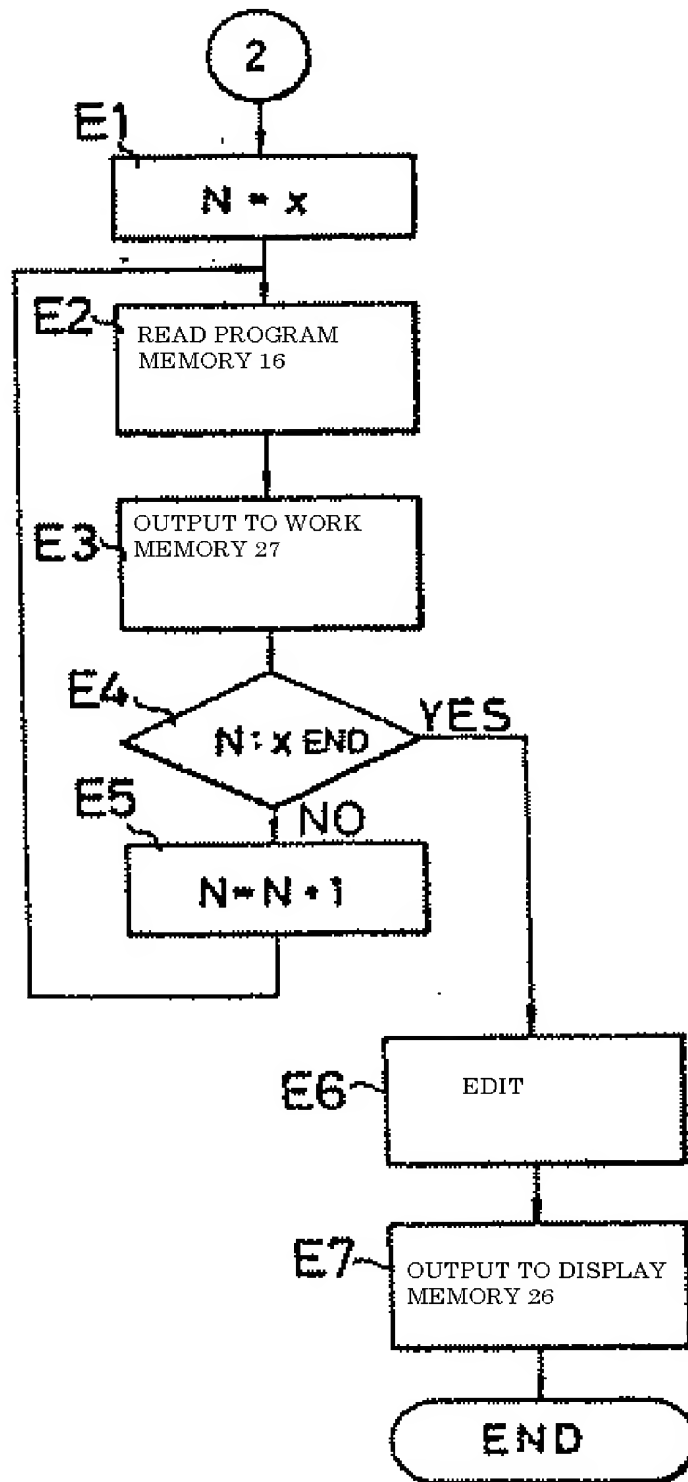 2
E1
N = x
E2
READ PROGRAM
MEMORY 16
E3
OUTPUT TO WORK
MEMORY 27
E4
N : x END
YES
E5
NO
N = N + 1
E6
EDIT
E7
OUTPUT TO DISPLAY
MEMORY 26
END